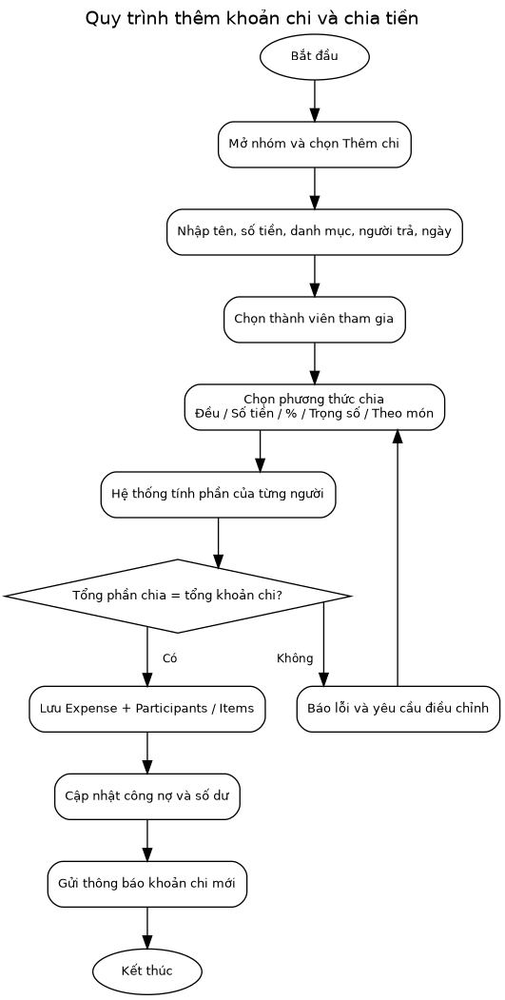 Quy trình thêm khoản chi và chia tiền
Bắt đầu
Mở nhóm và chọn Thêm chi
Nhập tên, số tiền, danh mục, người trả, ngày
Chọn thành viên tham gia
Chọn phương thức chia
Đều / Số tiền / % / Trọng số / Theo món
Hệ thống tính phần của từng người
Tổng phần chia = tổng khoản chi?
Có
Không
Lưu Expense + Participants / Items
Báo lỗi và yêu cầu điều chỉnh
Cập nhật công nợ và số dư
Gửi thông báo khoản chi mới
Kết thúc